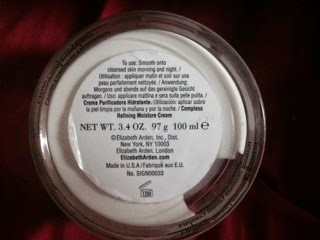 To use: Smooth onto
cleansed skin morning and night. /
Utilisation : appliquer matin et soir sur une
peau parfaitement nettoyée. / Anwendung:
Morgens und abends auf das gereinigte Gesicht
auftragen. / Uso: applicare mattina e sera sulla pelle pulita. /
Crema Purificadora Hidratante. Utilización: aplicar sobre
la piel limpia por la mañana y por la noche. / Complexe
Refining Moisture Cream
NET WT. 3.4 OZ. 97 g 100 ml ℮
©Elizabeth Arden, Inc., Dist.
New York, NY 10003
Elizabeth Arden, London
ElizabethArden.com
Made in U.S.A./Fabriqué aux E.U.
No. SIGN00033